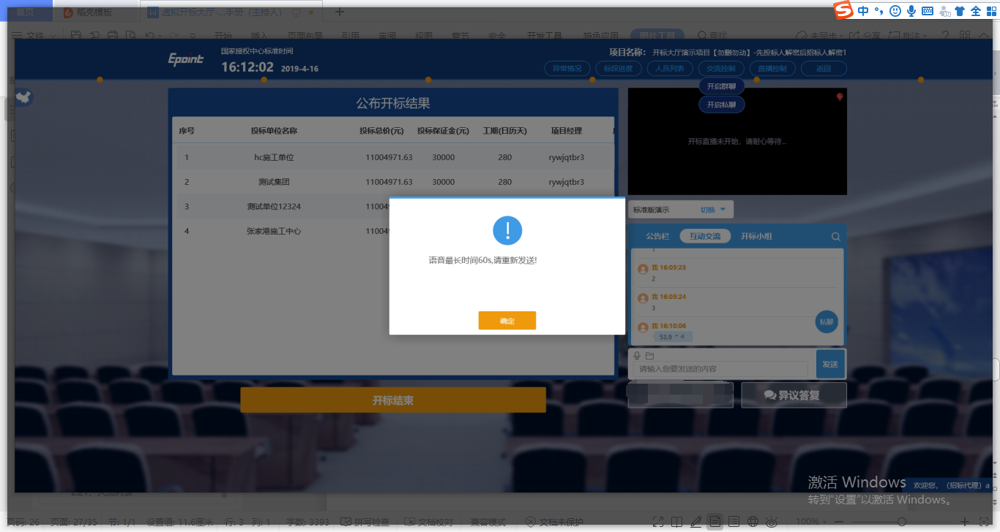 首页
稻壳模板
虚拟开标大厅-...手册（主持人）
中
全
文件
开始 插入 页面布局 引用 审阅 视图 章节 安全 开发工具 特色应用 图片工具 查找
未同步 分享 批注
Epoint
国家授权中心标准时间
16:12:02 2019-4-16
项目名称： 开标大厅演示项目【勿删勿动】-先投标人解密后招标人解密1
异常情况 标段进度 人员列表 交流控制 直播控制 返回
开启群聊
开启私聊
公布开标结果
序号 投标单位名称 投标总价(元) 投标保证金(元) 工期(日历天) 项目经理
1 hc施工单位 11004971.63 30000 280 rywjqtbr3
2 测试集团 11004971.63 30000 280 rywjqtbr3
3 测试单位12324 11004
4 张家港施工中心 11004
开标直播未开始，请耐心等待...
标准版演示 切换
公告栏 互动交流 开标小组
1
我 16:05:23
2
我 16:05:24
3
我 16:10:06
53.9 "
私聊
语音最长时间60s,请重新发送!
确定
请输入您要发送的内容
发送
异议答复
开标结束
激活 Windows
转到"设置"以激活 Windows。
欢迎您，（招标代理）a
页码: 26 页面: 27/35 节: 1/1 设置值: 11.6厘米 行: 3 列: 1 字数: 3393 拼写检查 文档校对 兼容模式 文档未保护
100%